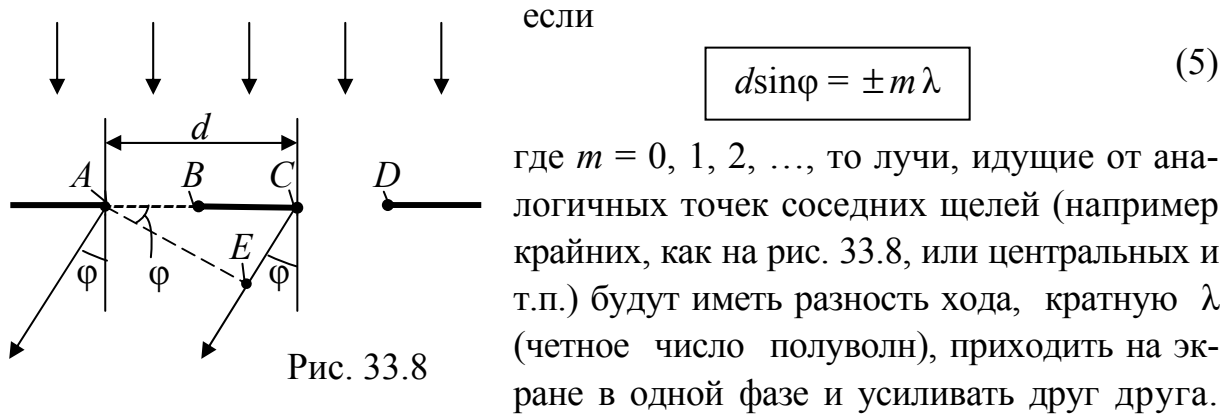 если
dsinφ = ± m λ
(5)
где m = 0, 1, 2, …, то лучи, идущие от ана-
логичных точек соседних щелей (например
крайних, как на рис. 33.8, или центральных и
т.п.) будут иметь разность хода, кратную λ
(четное число полуволн), приходить на эк-
ране в одной фазе и усиливать друг друга.
d
A B C D
E
φ φ φ
Рис. 33.8